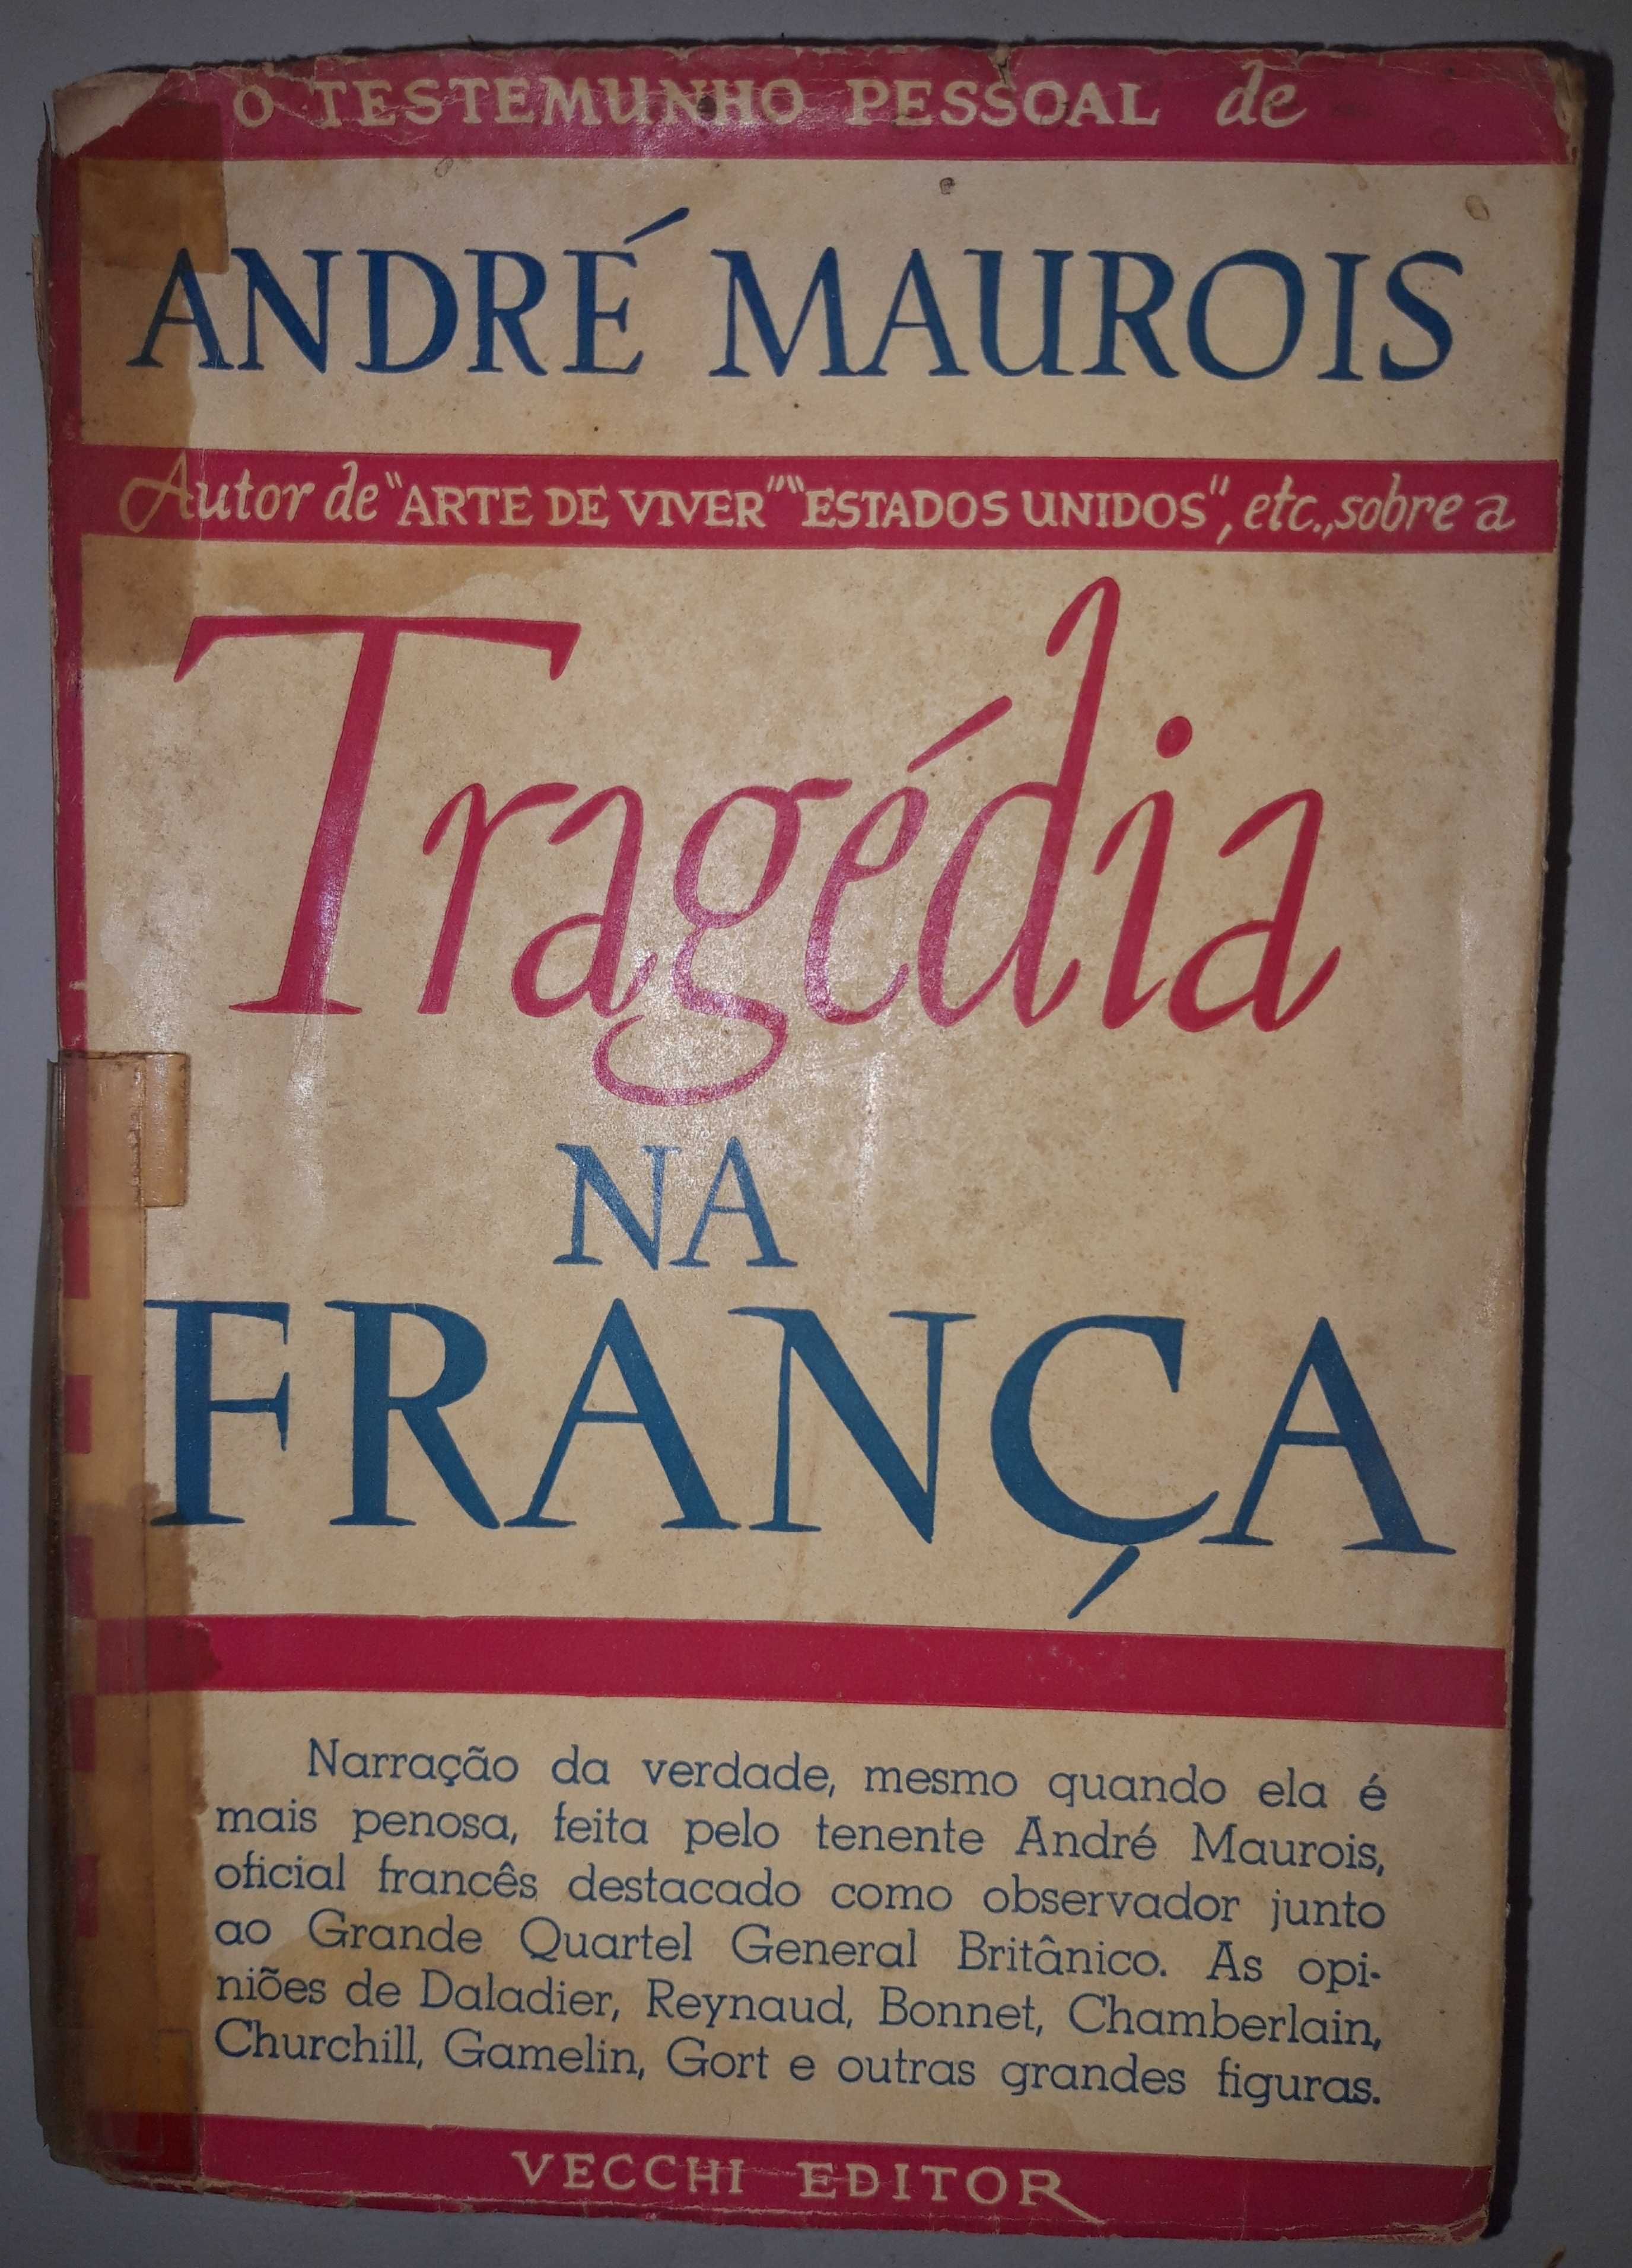 O TESTEMUNHO PESSOAL de
ANDRÉ MAUROIS
Autor de "ARTE DE VIVER" "ESTADOS UNIDOS", etc., sobre a
Tragédia
NA
FRANÇA
Narração da verdade, mesmo quando ela é
mais penosa, feita pelo tenente André Maurois,
oficial francês destacado como observador junto
ao Grande Quartel General Britânico. As opi-
niões de Daladier, Reynaud, Bonnet, Chamberlain,
Churchill, Gamelin, Gort e outras grandes figuras.
VECCHI EDITOR